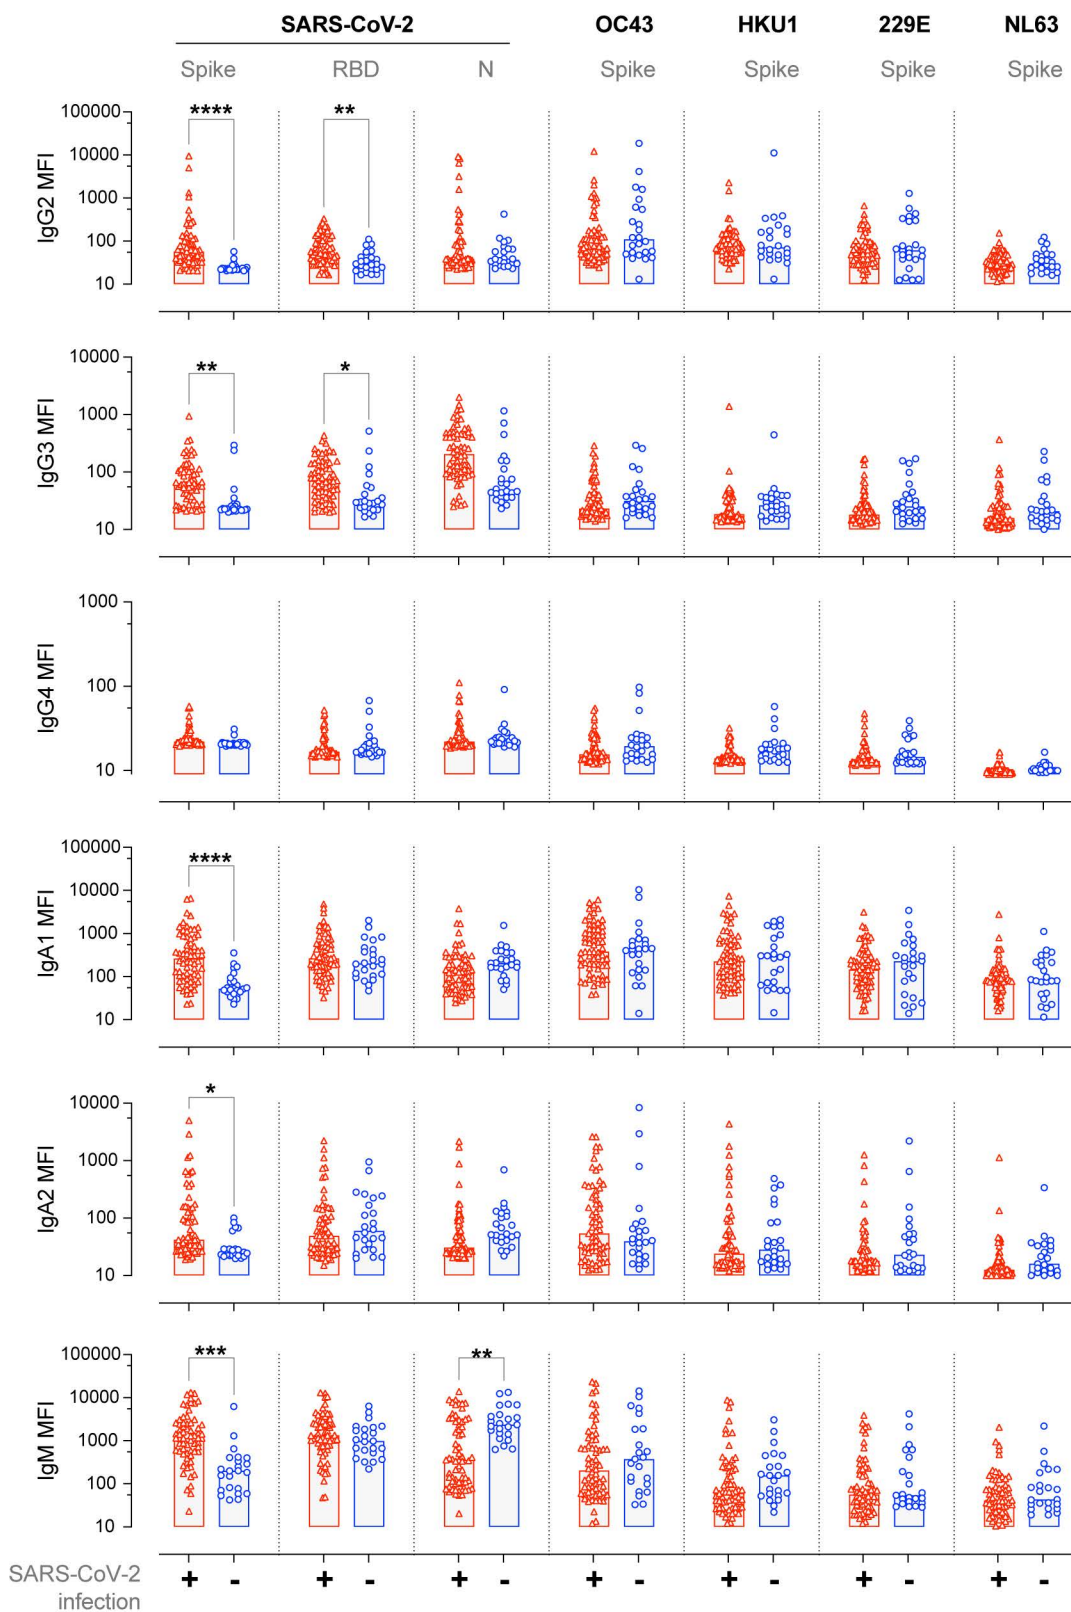 SARS-CoV-2 OC43 HKU1 229E NL63
Spike RBD N Spike Spike Spike Spike
IgG2 MFI
100000
10000
1000
100
10
**** **
IgG3 MFI
10000
1000
100
10
** *
IgG4 MFI
1000
100
10
IgA1 MFI
100000
10000
1000
100
10
****
IgA2 MFI
10000
1000
100
10
*
IgM MFI
100000
10000
1000
100
10
*** **
SARS-CoV-2
infection
+ - + - + - + - + - + - + -